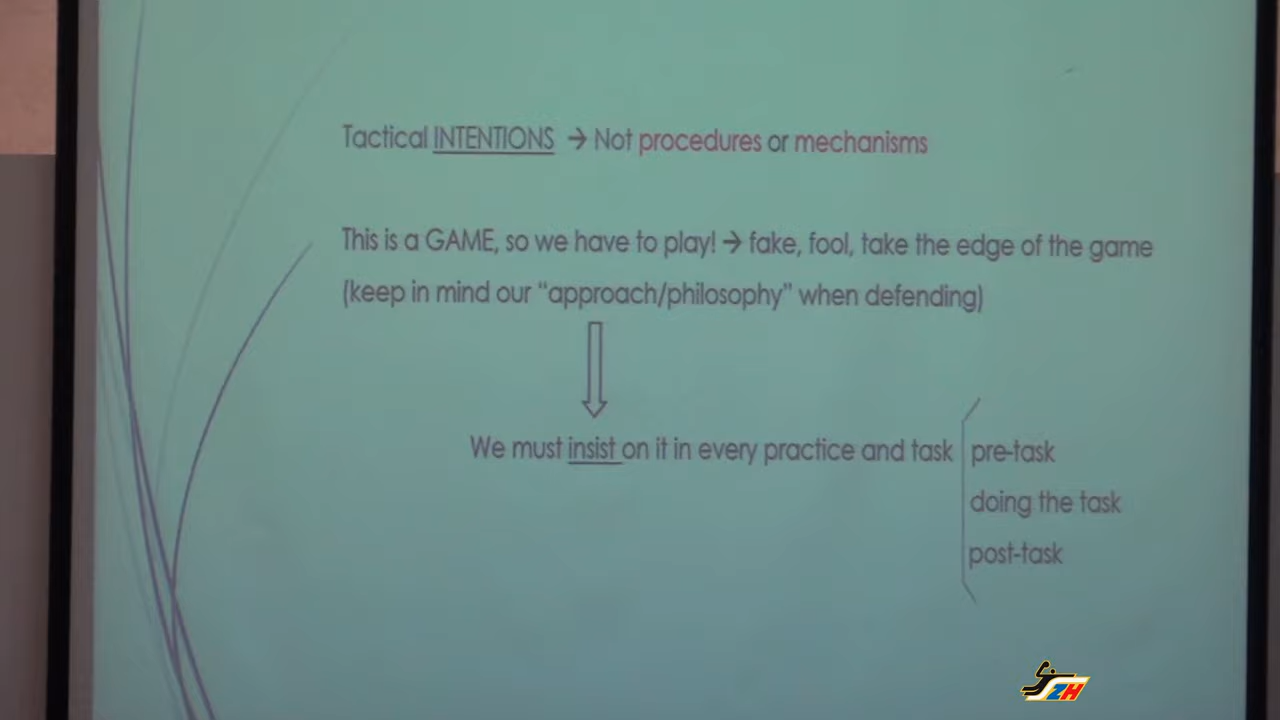 Tactical INTENTIONS → Not procedures or mechanisms
This is a GAME, so we have to play! → fake, fool, take the edge of the game
(keep in mind our “approach/philosophy” when defending)
We must insist on it in every practice and task
pre-task
doing the task
post-task
ZH